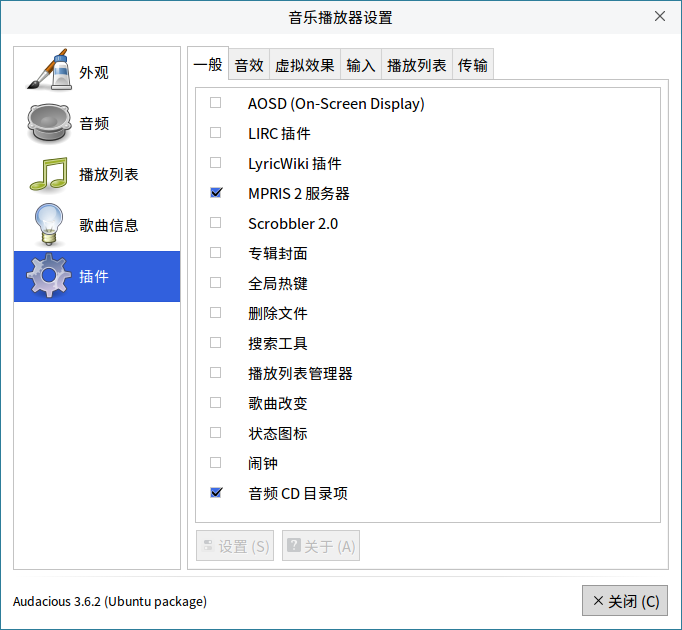 音乐播放器设置
外观
音频
播放列表
歌曲信息
插件
一般 音效 虚拟效果 输入 播放列表 传输
AOSD (On-Screen Display)
LIRC 插件
LyricWiki 插件
MPRIS 2 服务器
Scrobbler 2.0
专辑封面
全局热键
删除文件
搜索工具
播放列表管理器
歌曲改变
状态图标
闹钟
音频 CD 目录项
设置 (S) 关于 (A)
Audacious 3.6.2 (Ubuntu package)
关闭 (C)